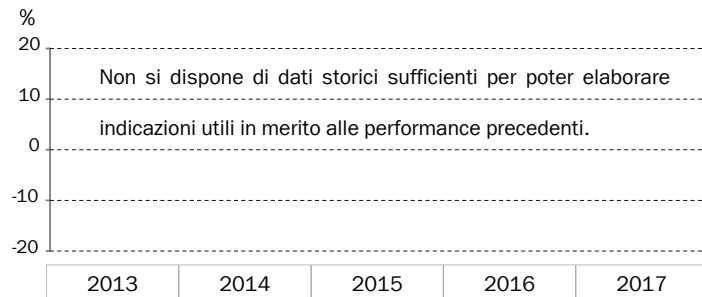 %
20
Non si dispone di dati storici sufficienti per poter elaborare
10
indicazioni utili in merito alle performance precedenti.
0
-10
-20
2013 2014 2015 2016 2017